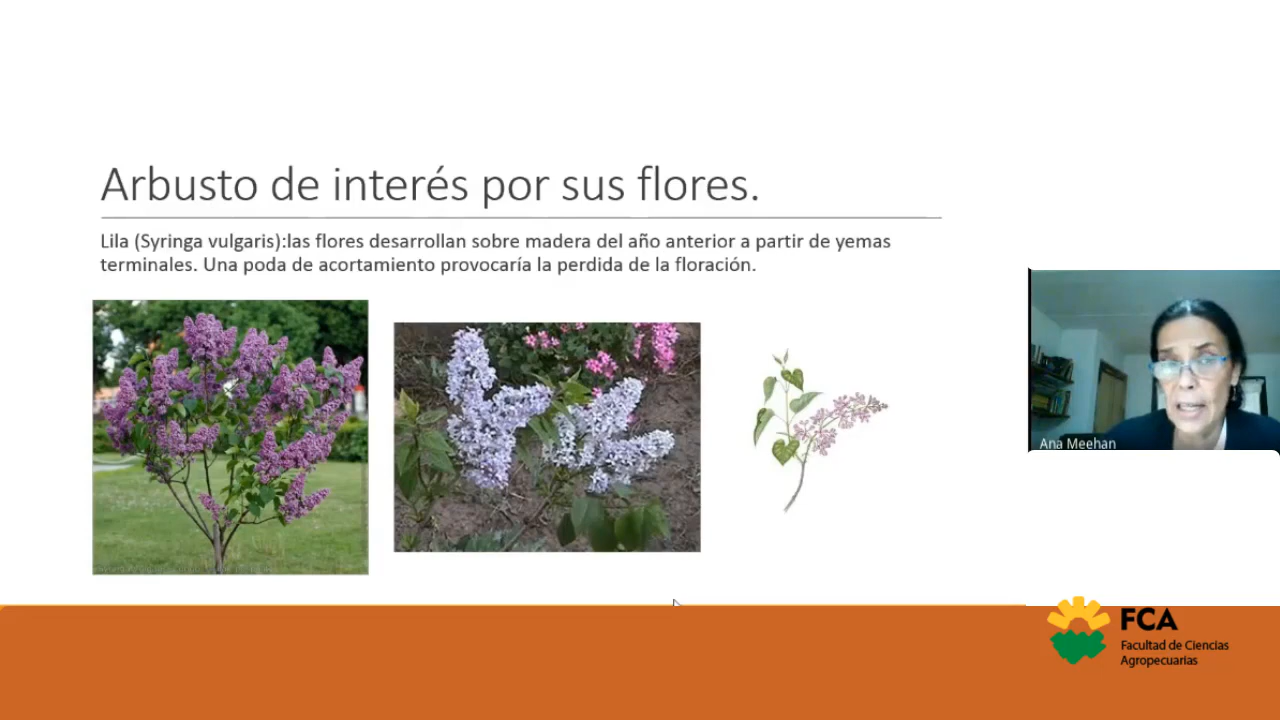 Arbusto de interés por sus flores.
Lila (Syringa vulgaris):las flores desarrollan sobre madera del año anterior a partir de yemas
terminales. Una poda de acortamiento provocaría la perdida de la floración.
Ana Meehan
FCA
Facultad de Ciencias
Agropecuarias